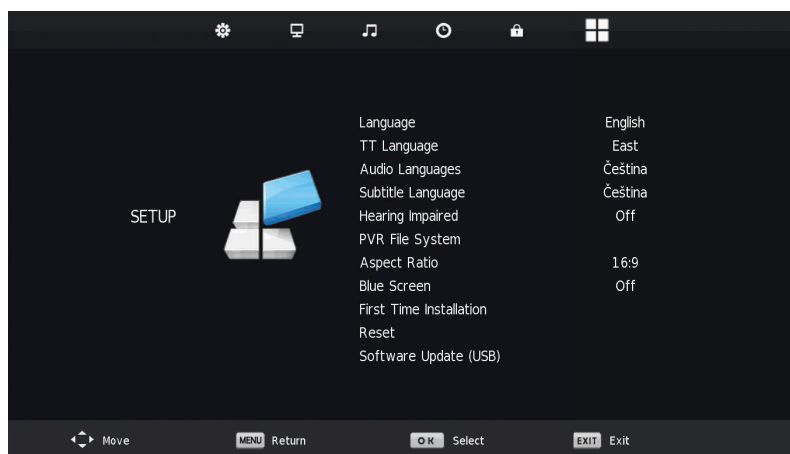 SETUP
Language English
TT Language East
Audio Languages Čeština
Subtitle Language Čeština
Hearing Impaired Off
PVR File System
Aspect Ratio 16:9
Blue Screen Off
First Time Installation
Reset
Software Update (USB)
Move MENU Return OK Select EXIT Exit